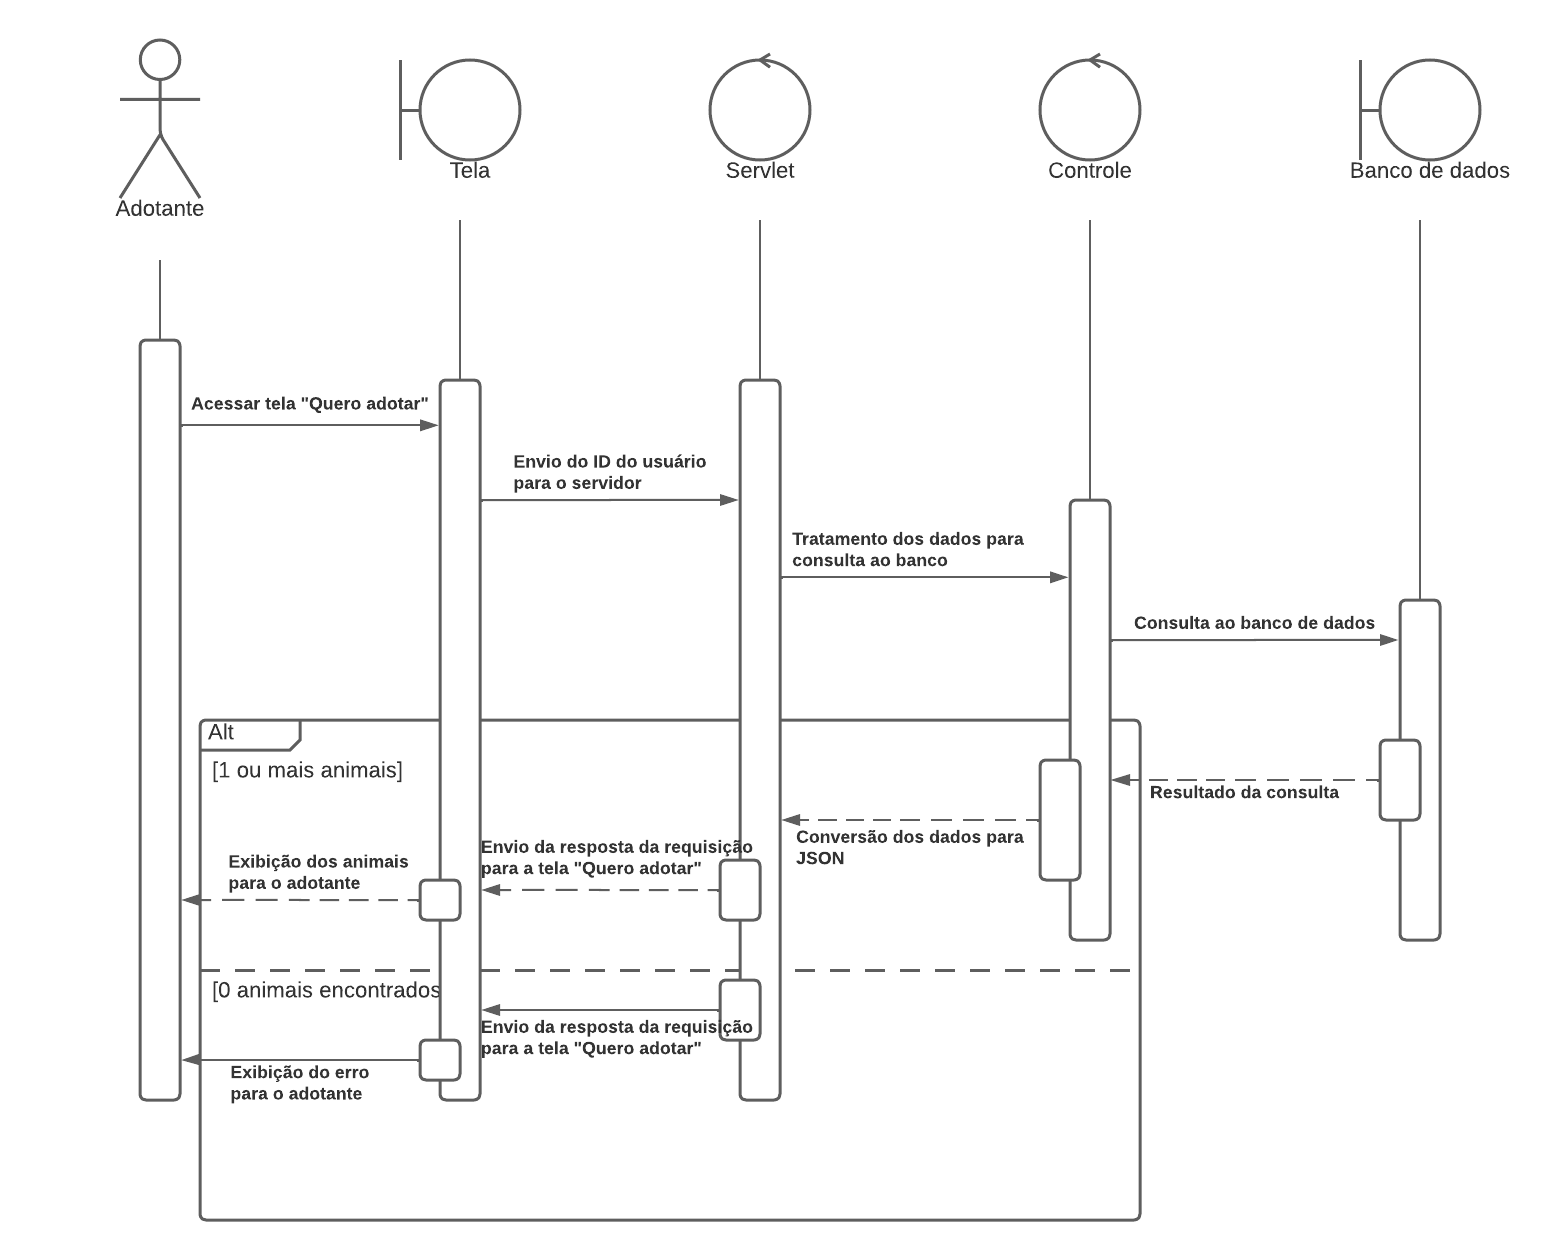 Adotante
Tela
Servlet
Controle
Banco de dados
Acessar tela "Quero adotar"
Envio do ID do usuário
para o servidor
Tratamento dos dados para
consulta ao banco
Consulta ao banco de dados
Alt
[1 ou mais animais]
Resultado da consulta
Conversão dos dados para
JSON
Envio da resposta da requisição
para a tela "Quero adotar"
Exibição dos animais
para o adotante
[0 animais encontrados
Envio da resposta da requisição
para a tela "Quero adotar"
Exibição do erro
para o adotante